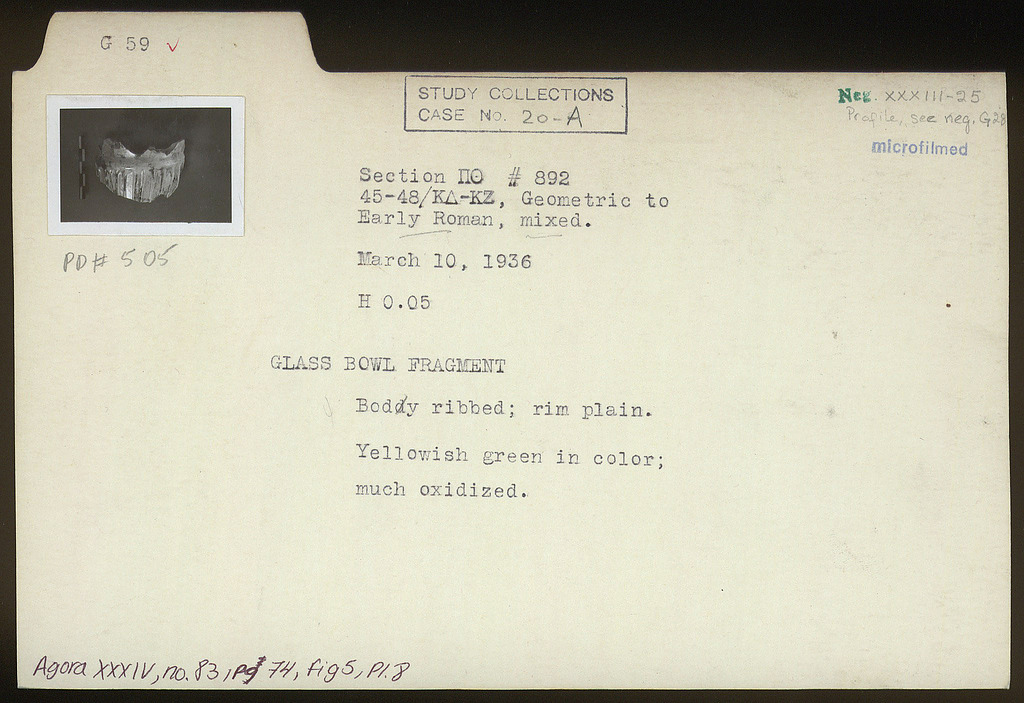 G 59 ✓
STUDY COLLECTIONS
CASE No. 20-A
Neg. XXXIII-25
Profile, see neg. G28
microfilmed
Section ΠΘ # 892
45-48/ΚΔ-ΚΖ, Geometric to
Early Roman, mixed.
PD# 505
March 10, 1936
H 0.05
GLASS BOWL FRAGMENT
Boddy ribbed; rim plain.
Yellowish green in color;
much oxidized.
Agora XXXIV, no. 83, pg 74, fig 5, Pl. 8